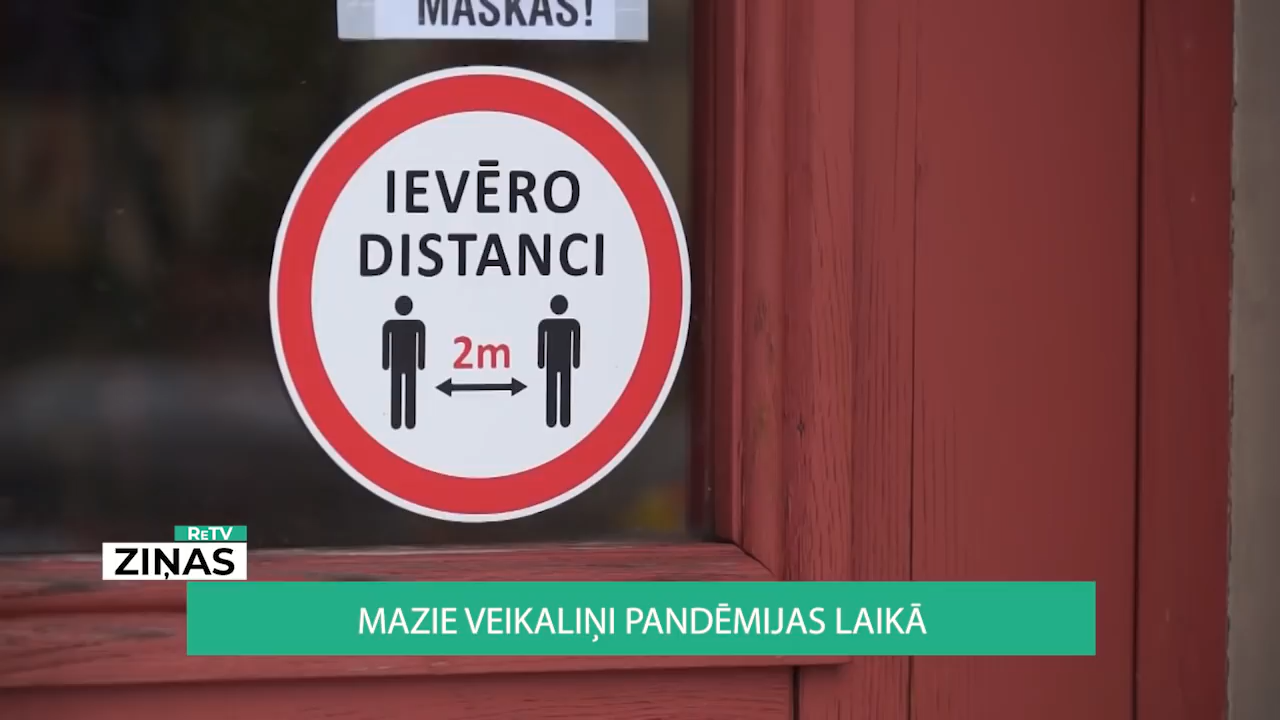 MASKAS!
IEVĒRO
DISTANCI
2m
ReTV
ZIŅAS
MAZIE VEIKALIŅI PANDĒMIJAS LAIKĀ